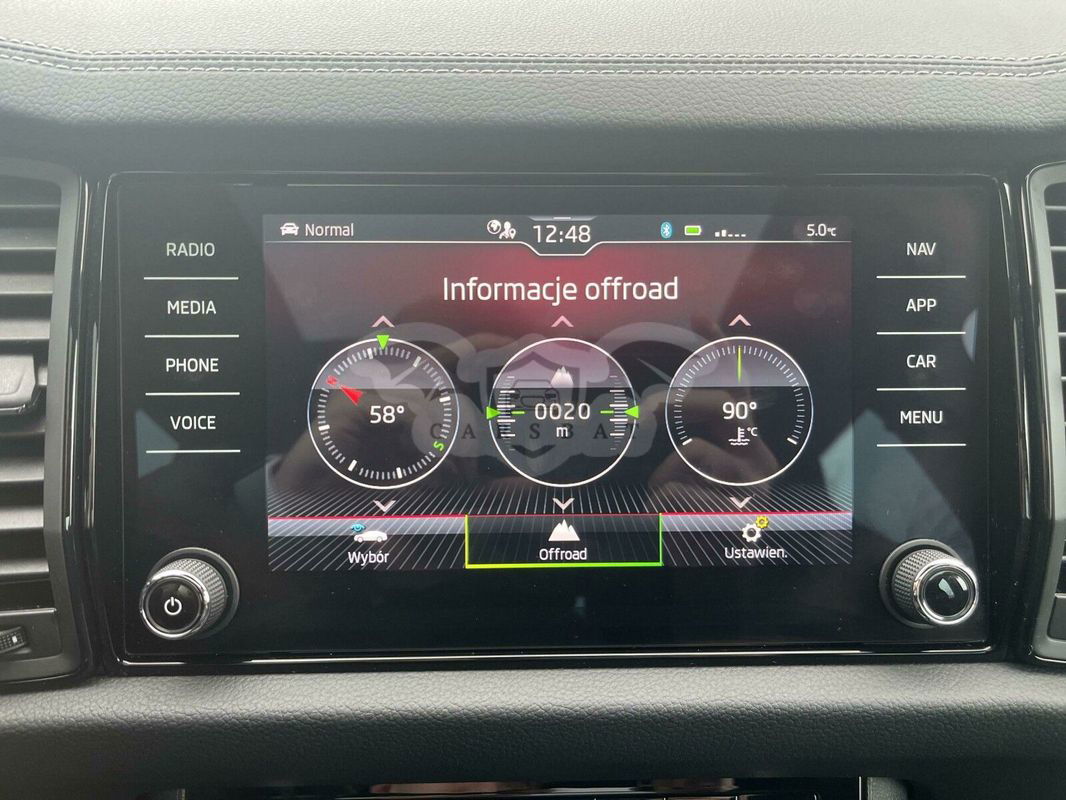 Normal
12:48
5.0°C
Informacje offroad
RADIO
MEDIA
PHONE
VOICE
NAV
APP
CAR
MENU
58°
S
0020
m
90°
°C
CARSBAT
Wybór
Offroad
Ustawien.